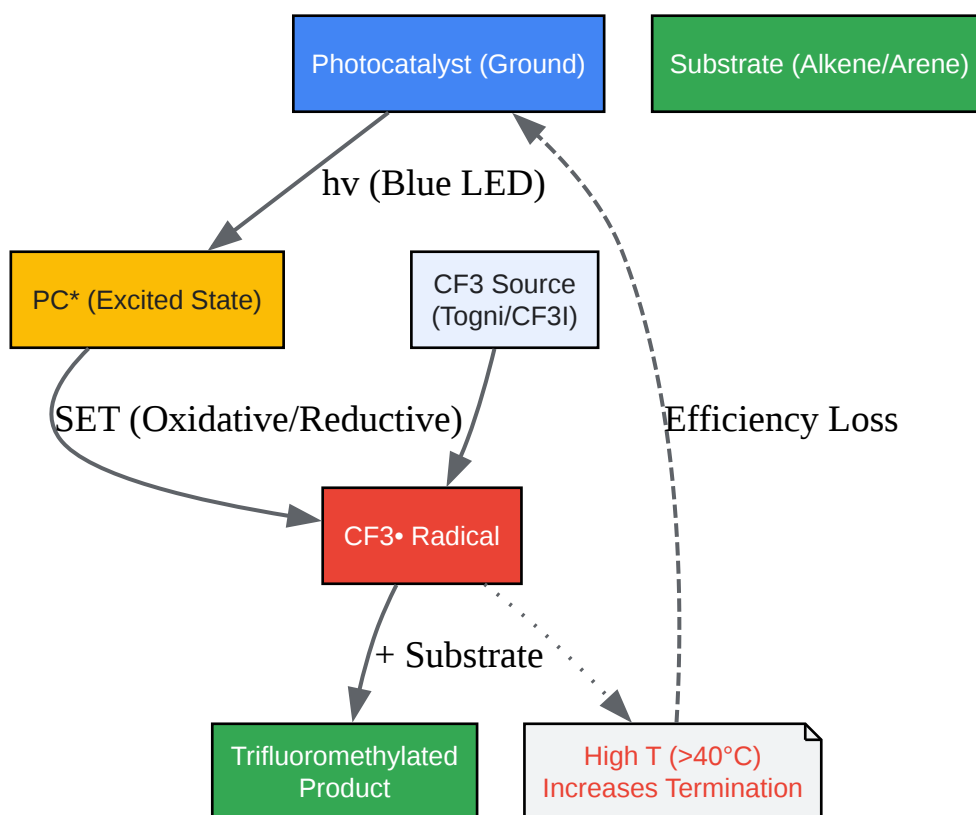 Photocatalyst (Ground)
Substrate (Alkene/Arene)
hv (Blue LED)
PC* (Excited State)
CF3 Source
(Togni/CF3I)
SET (Oxidative/Reductive)
Efficiency Loss
CF3• Radical
+ Substrate
Trifluoromethylated
Product
High T (>40°C)
Increases Termination